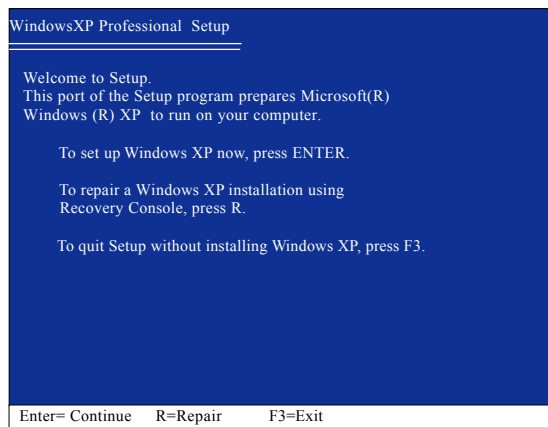 WindowsXP Professional Setup
Welcome to Setup.
This port of the Setup program prepares Microsoft(R)
Windows (R) XP to run on your computer.
To set up Windows XP now, press ENTER.
To repair a Windows XP installation using
Recovery Console, press R.
To quit Setup without installing Windows XP, press F3.
Enter= Continue R=Repair F3=Exit